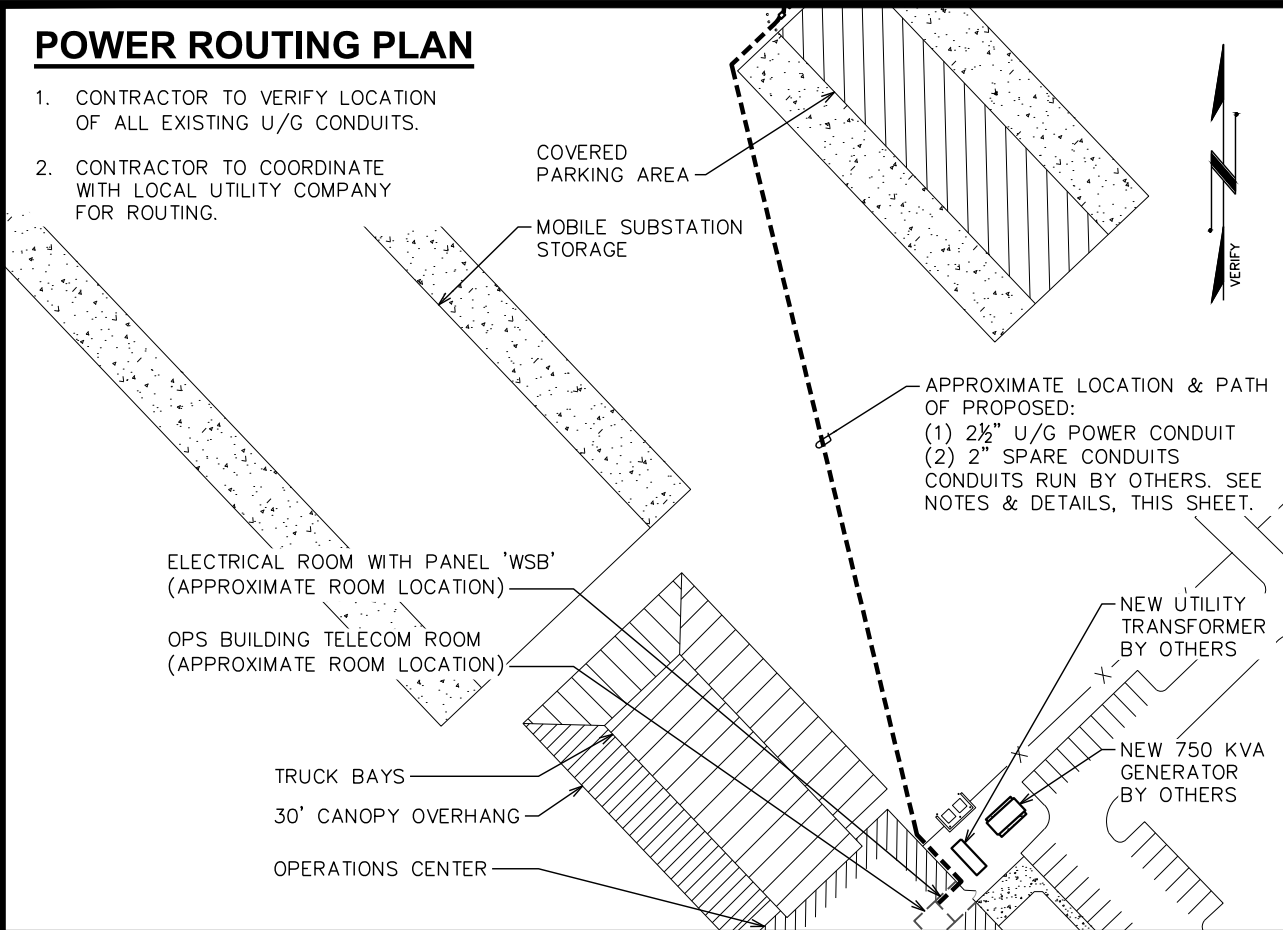 POWER ROUTING PLAN
1. CONTRACTOR TO VERIFY LOCATION
OF ALL EXISTING U/G CONDUITS.
2. CONTRACTOR TO COORDINATE
WITH LOCAL UTILITY COMPANY
FOR ROUTING.
COVERED
PARKING AREA
MOBILE SUBSTATION
STORAGE
VERIFY
APPROXIMATE LOCATION & PATH
OF PROPOSED:
(1) 2½" U/G POWER CONDUIT
(2) 2" SPARE CONDUITS
CONDUITS RUN BY OTHERS. SEE
NOTES & DETAILS, THIS SHEET.
ELECTRICAL ROOM WITH PANEL 'WSB'
(APPROXIMATE ROOM LOCATION)
OPS BUILDING TELECOM ROOM
(APPROXIMATE ROOM LOCATION)
NEW UTILITY
TRANSFORMER
BY OTHERS
X
X
NEW 750 KVA
GENERATOR
BY OTHERS
TRUCK BAYS
30' CANOPY OVERHANG
OPERATIONS CENTER